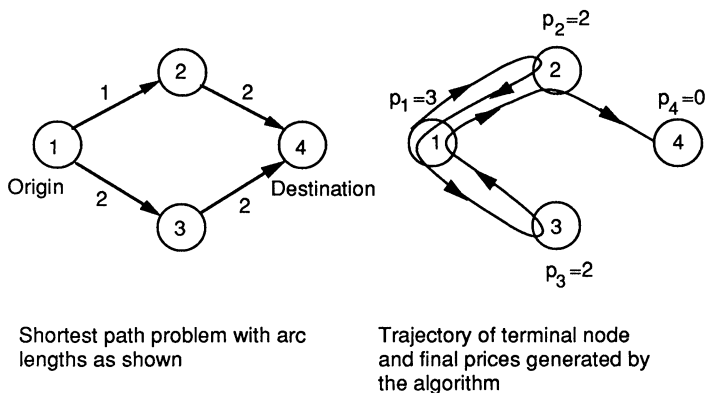 1
2
2
2
1
2
3
4
Origin
Destination
Shortest path problem with arc
lengths as shown
p2=2
p1=3
p4=0
p3=2
2
1
4
3
Trajectory of terminal node
and final prices generated by
the algorithm